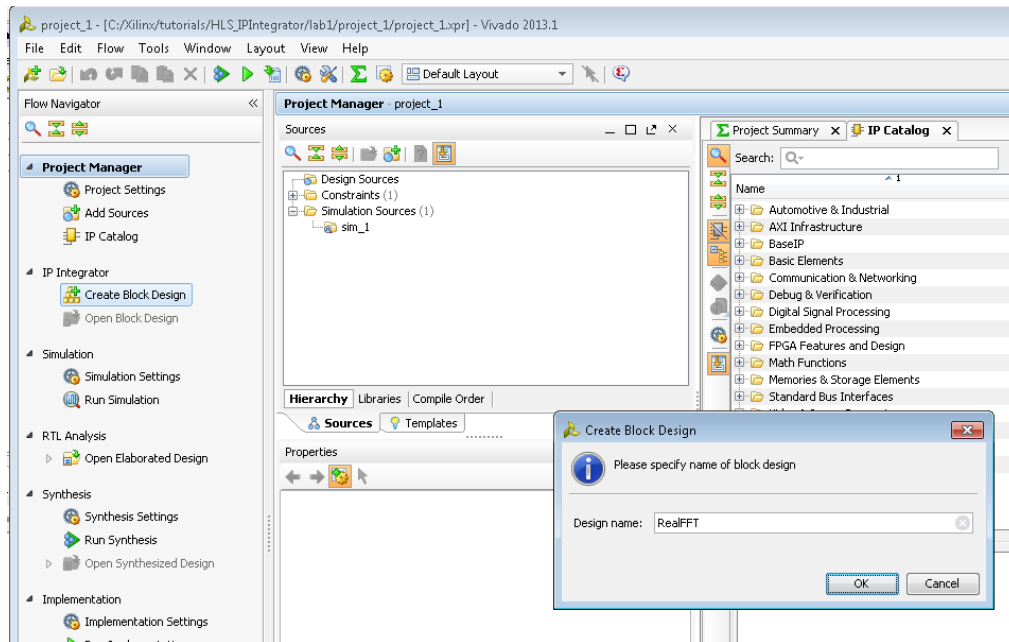 project_1 - [C:/Xilinx/tutorials/HLS_IPIntegrator/lab1/project_1/project_1.xpr] - Vivado 2013.1
File Edit Flow Tools Window Layout View Help
Default Layout
Flow Navigator
Project Manager
Project Settings
Add Sources
IP Catalog
IP Integrator
Create Block Design
Open Block Design
Simulation
Simulation Settings
Run Simulation
RTL Analysis
Open Elaborated Design
Synthesis
Synthesis Settings
Run Synthesis
Open Synthesized Design
Implementation
Implementation Settings
Project Manager - project_1
Sources
Design Sources
Constraints (1)
Simulation Sources (1)
sim_1
Hierarchy Libraries Compile Order
Sources Templates
Properties
Project Summary IP Catalog
Search:
Name 1
Automotive & Industrial
AXI Infrastructure
BaseIP
Basic Elements
Communication & Networking
Debug & Verification
Digital Signal Processing
Embedded Processing
FPGA Features and Design
Math Functions
Memories & Storage Elements
Standard Bus Interfaces
Create Block Design
Please specify name of block design
Design name: RealFFT
OK Cancel